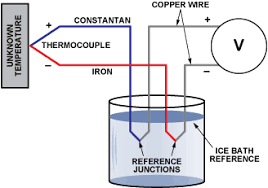 COPPER WIRE
CONSTANTAN
+
+
UNKNOWN
TEMPERATURE
THERMOCOUPLE
V
−
IRON
−
ICE BATH
REFERENCE
REFERENCE
JUNCTIONS